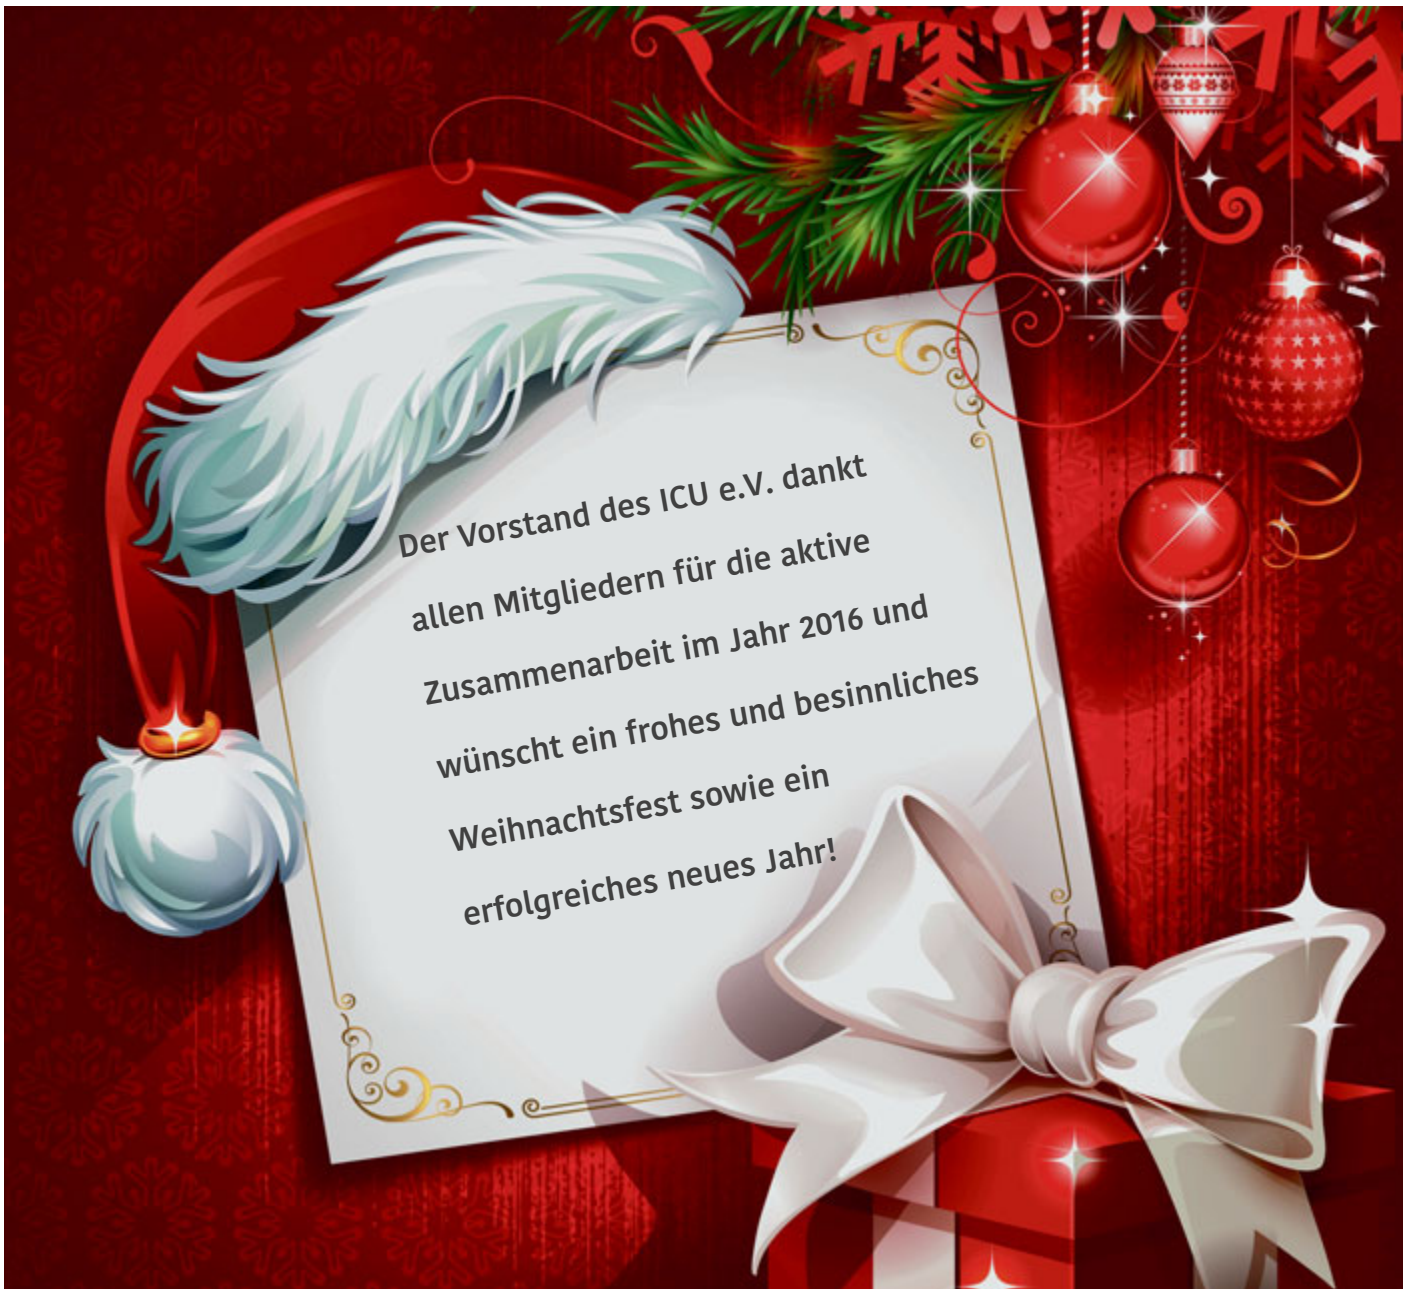 Der Vorstand des ICU e.V. dankt
allen Mitgliedern für die aktive
Zusammenarbeit im Jahr 2016 und
wünscht ein frohes und besinnliches
Weihnachtsfest sowie ein
erfolgreiches neues Jahr!